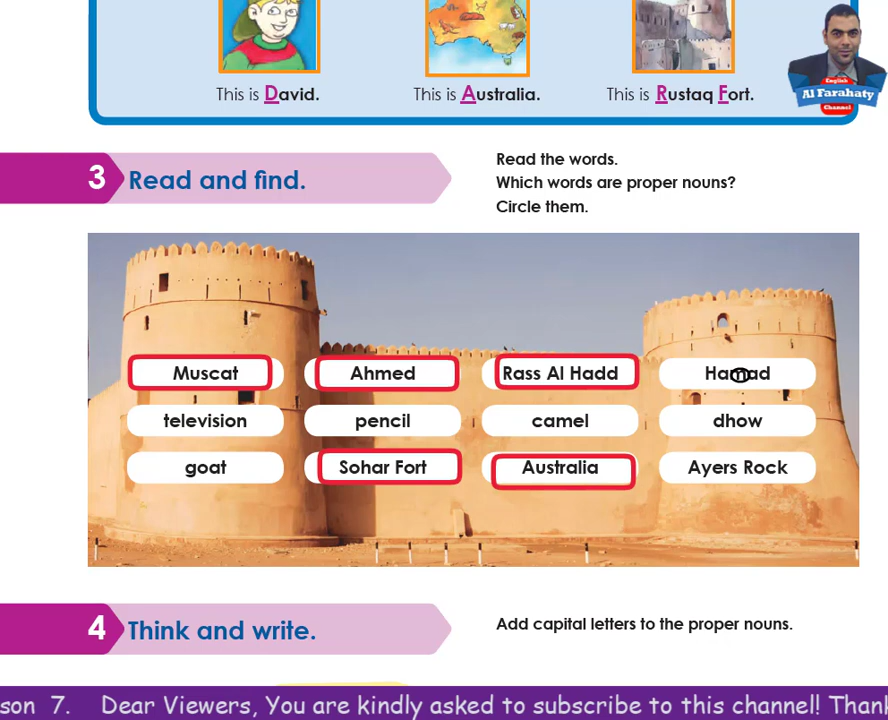 This is David.
This is Australia.
This is Rustaq Fort.
English
Al Farahaty
Channel
3 Read and find.
Read the words.
Which words are proper nouns?
Circle them.
Muscat Ahmed Rass Al Hadd Hamad
television pencil camel dhow
goat Sohar Fort Australia Ayers Rock
4 Think and write.
Add capital letters to the proper nouns.
son 7. Dear Viewers, You are kindly asked to subscribe to this channel! Than